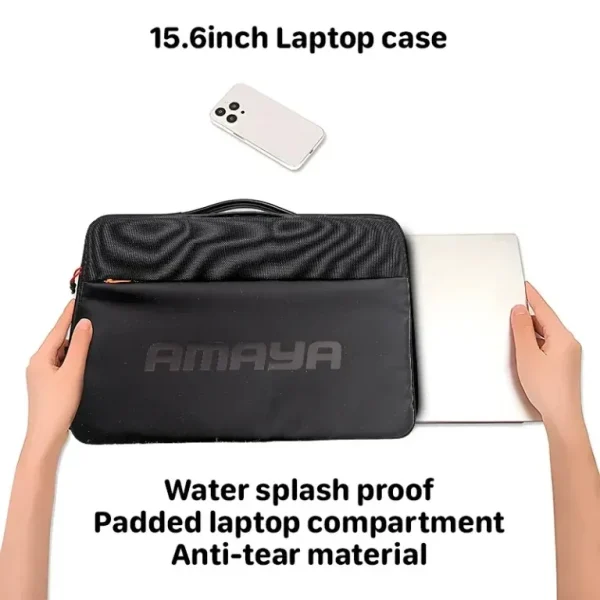 15.6inch Laptop case
AMAYA
Water splash proof
Padded laptop compartment
Anti-tear material